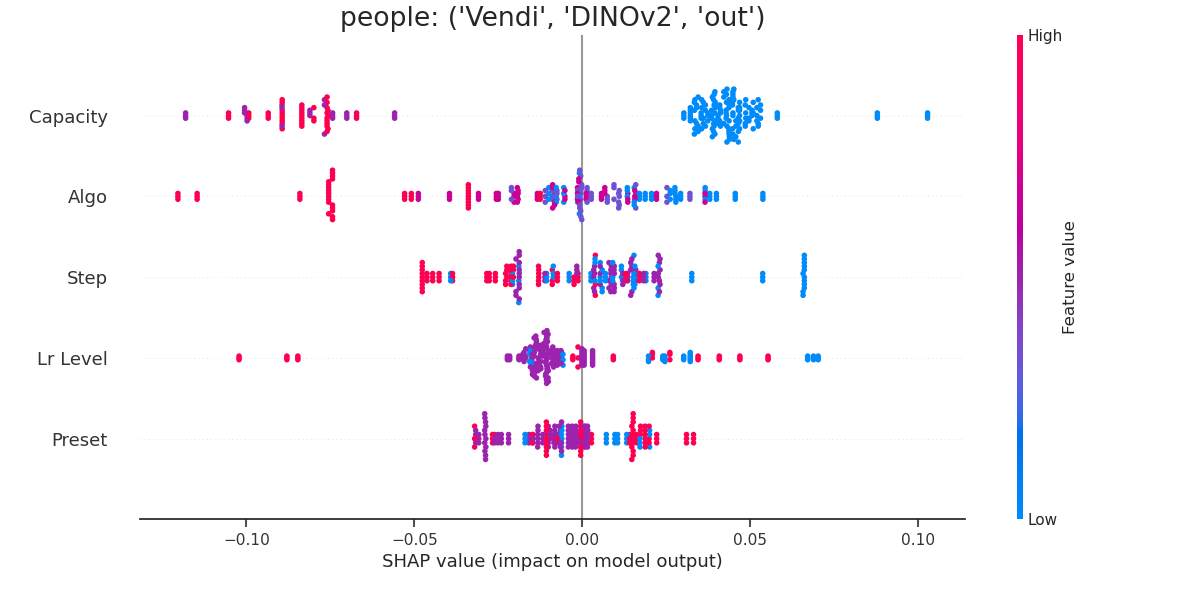 people: ('Vendi', 'DINOv2', 'out')
High
Capacity
Algo
Step
Lr Level
Preset
Feature value
Low
−0.10
−0.05
0.00
0.05
0.10
SHAP value (impact on model output)